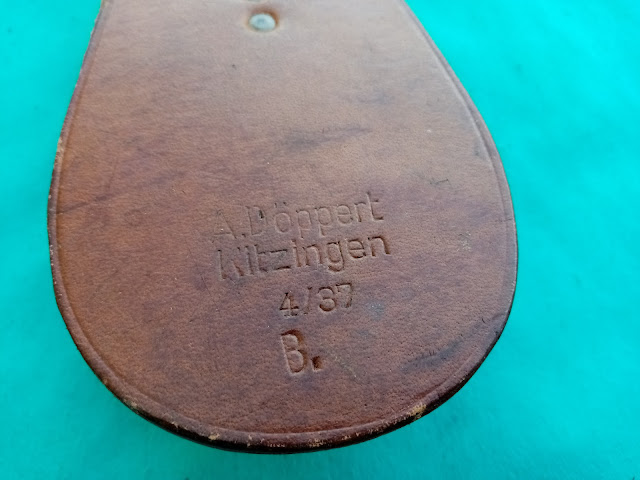 A.Döppert
Kitzingen
4/37
B.